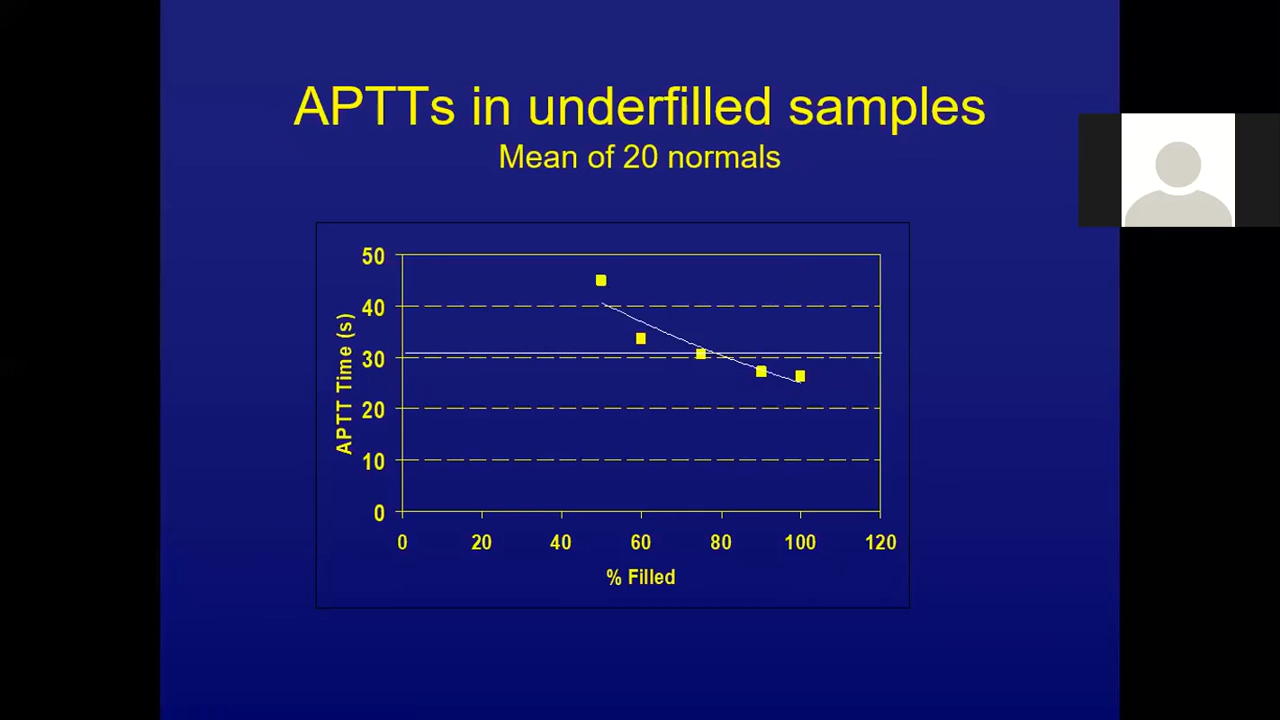 APTTs in underfilled samples
Mean of 20 normals
APTT Time (s)
50
40
30
20
10
0
0 20 40 60 80 100 120
% Filled